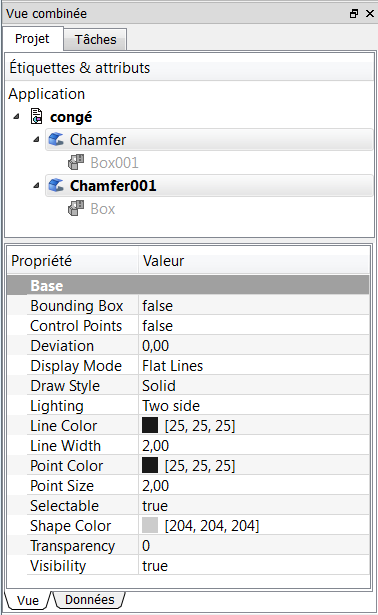 Vue combinée
Projet Tâches
Étiquettes & attributs
Application
congé
Chamfer
Box001
Chamfer001
Box
Propriété Valeur
Base
Bounding Box false
Control Points false
Deviation 0,00
Display Mode Flat Lines
Draw Style Solid
Lighting Two side
Line Color [25, 25, 25]
Line Width 2,00
Point Color [25, 25, 25]
Point Size 2,00
Selectable true
Shape Color [204, 204, 204]
Transparency 0
Visibility true
Vue Données